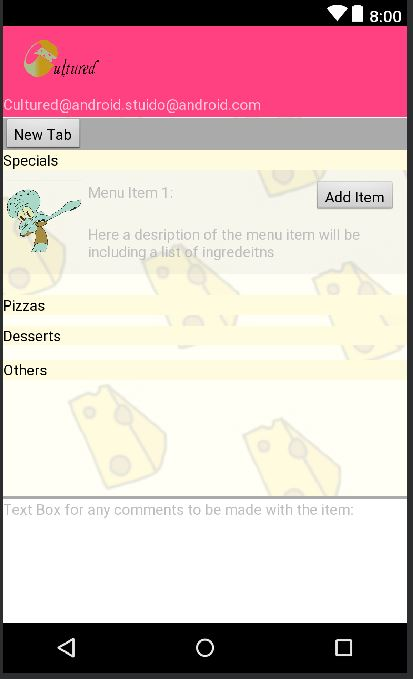 8:00
Cultured
Cultured@android.stuido@android.com
New Tab
Specials
Menu Item 1:
Add Item
Here a desription of the menu item will be
including a list of ingredeitns
Pizzas
Desserts
Others
Text Box for any comments to be made with the item: